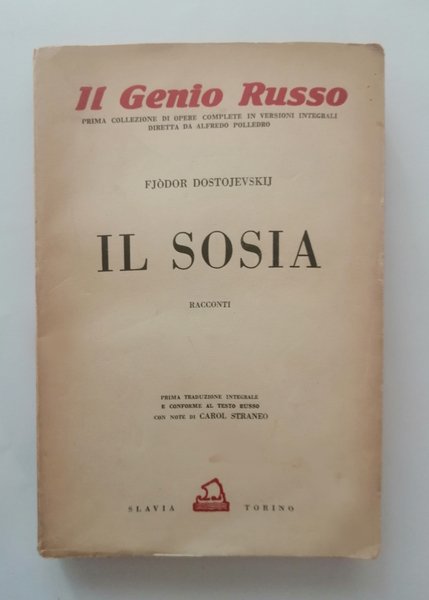 Il Genio Russo
PRIMA COLLEZIONE DI OPERE COMPLETE IN VERSIONI INTEGRALI
DIRETTA DA ALFREDO POLLEDRO
FJÒDOR DOSTOJEVSKIJ
IL SOSIA
RACCONTI
PRIMA TRADUZIONE INTEGRALE
E CONFORME AL TESTO RUSSO
CON NOTE DI CAROL STRANEO
SLAVIA TORINO